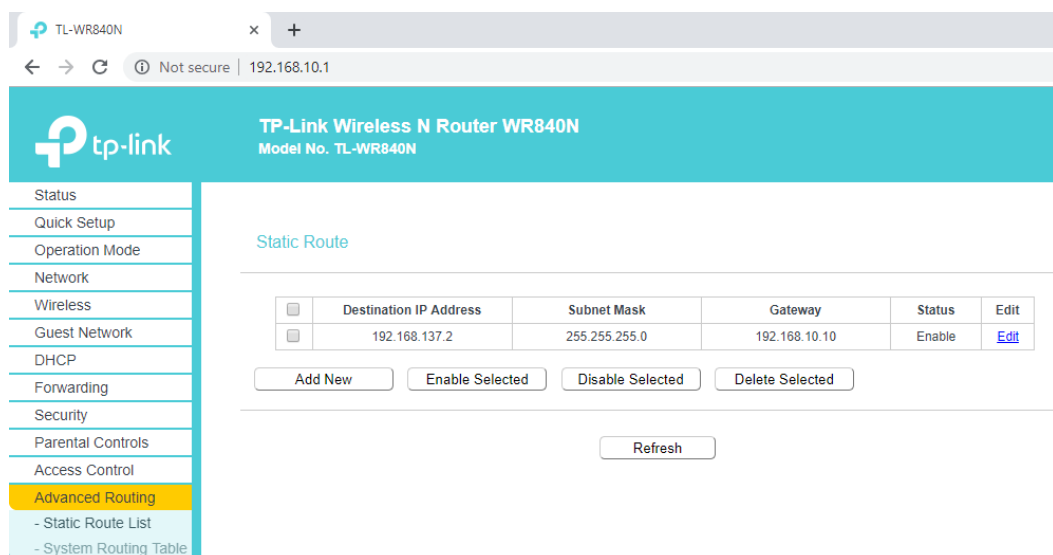 TL-WR840N
Not secure | 192.168.10.1
tp-link
TP-Link Wireless N Router WR840N
Model No. TL-WR840N
Status
Quick Setup
Operation Mode
Network
Wireless
Guest Network
DHCP
Forwarding
Security
Parental Controls
Access Control
Advanced Routing
- Static Route List
- System Routing Table
Static Route
Destination IP Address Subnet Mask Gateway Status Edit
192.168.137.2 255.255.255.0 192.168.10.10 Enable Edit
Add New Enable Selected Disable Selected Delete Selected
Refresh